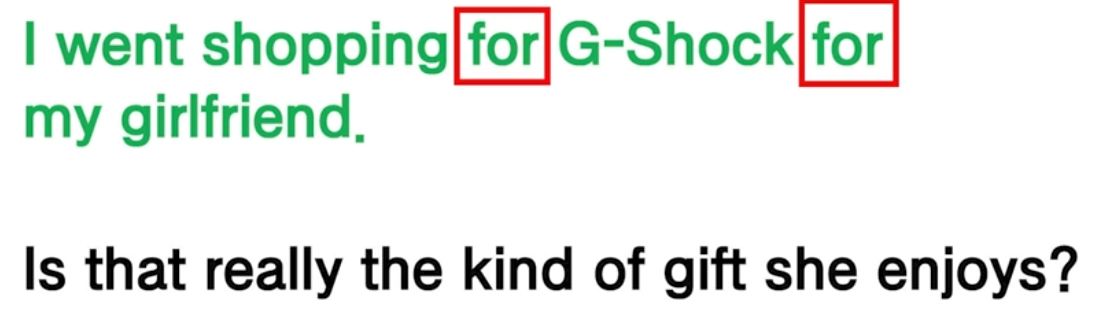 I went shopping for G-Shock for
my girlfriend.
Is that really the kind of gift she enjoys?